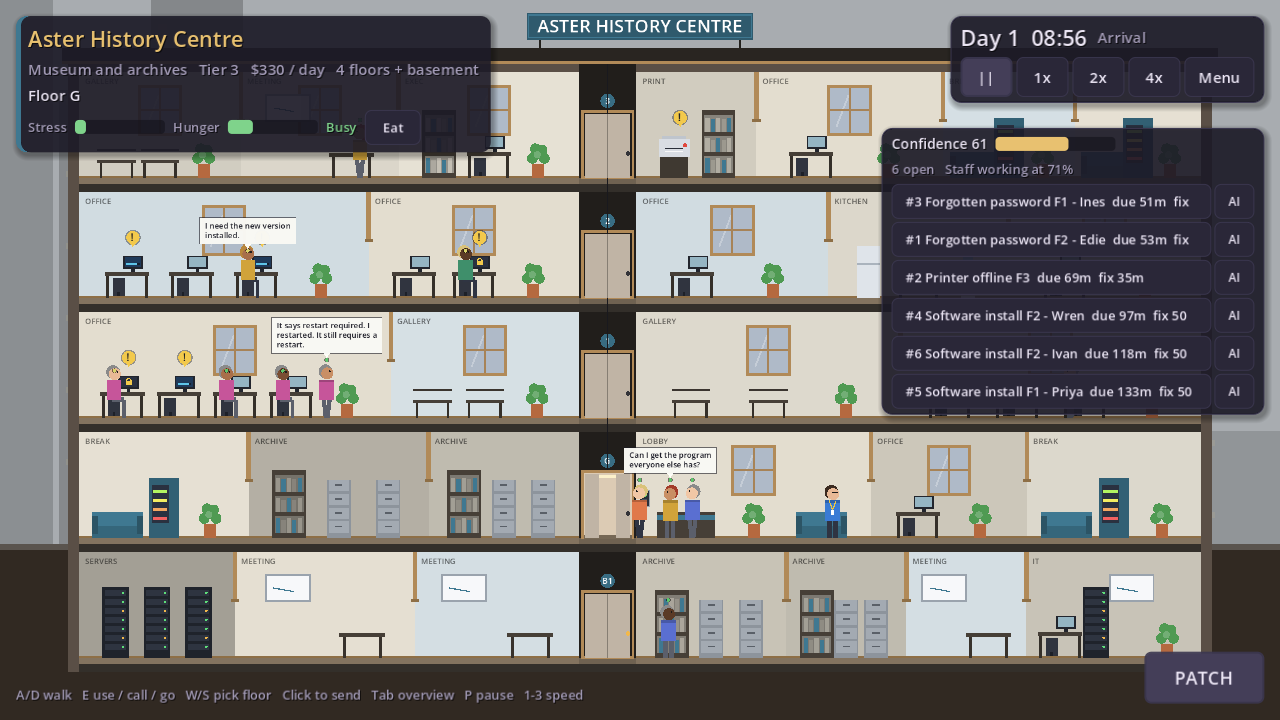 ASTER HISTORY CENTRE
Aster History Centre
Museum and archives Tier 3 $330 / day 4 floors + basement
Floor G
Stress
Hunger
Busy
Eat
Day 1 08:56 Arrival
||
1x
2x
4x
Menu
Confidence 61
6 open Staff working at 71%
#3 Forgotten password F1 - Ines due 51m fix
AI
#1 Forgotten password F2 - Edie due 53m fix
AI
#2 Printer offline F3 due 69m fix 35m
AI
#4 Software install F2 - Wren due 97m fix 50
AI
#6 Software install F2 - Ivan due 118m fix 50
AI
#5 Software install F1 - Priya due 133m fix 50
AI
3
PRINT
OFFICE
!
OFFICE
OFFICE
2
OFFICE
KITCHEN
I need the new version
installed.
!
!
OFFICE
GALLERY
1
GALLERY
It says restart required. I
restarted. It still requires a
restart.
!
!
BREAK
ARCHIVE
ARCHIVE
G
LOBBY
OFFICE
BREAK
Can I get the program
everyone else has?
SERVERS
MEETING
MEETING
B1
ARCHIVE
ARCHIVE
MEETING
IT
PATCH
A/D walk E use / call / go W/S pick floor Click to send Tab overview P pause 1-3 speed